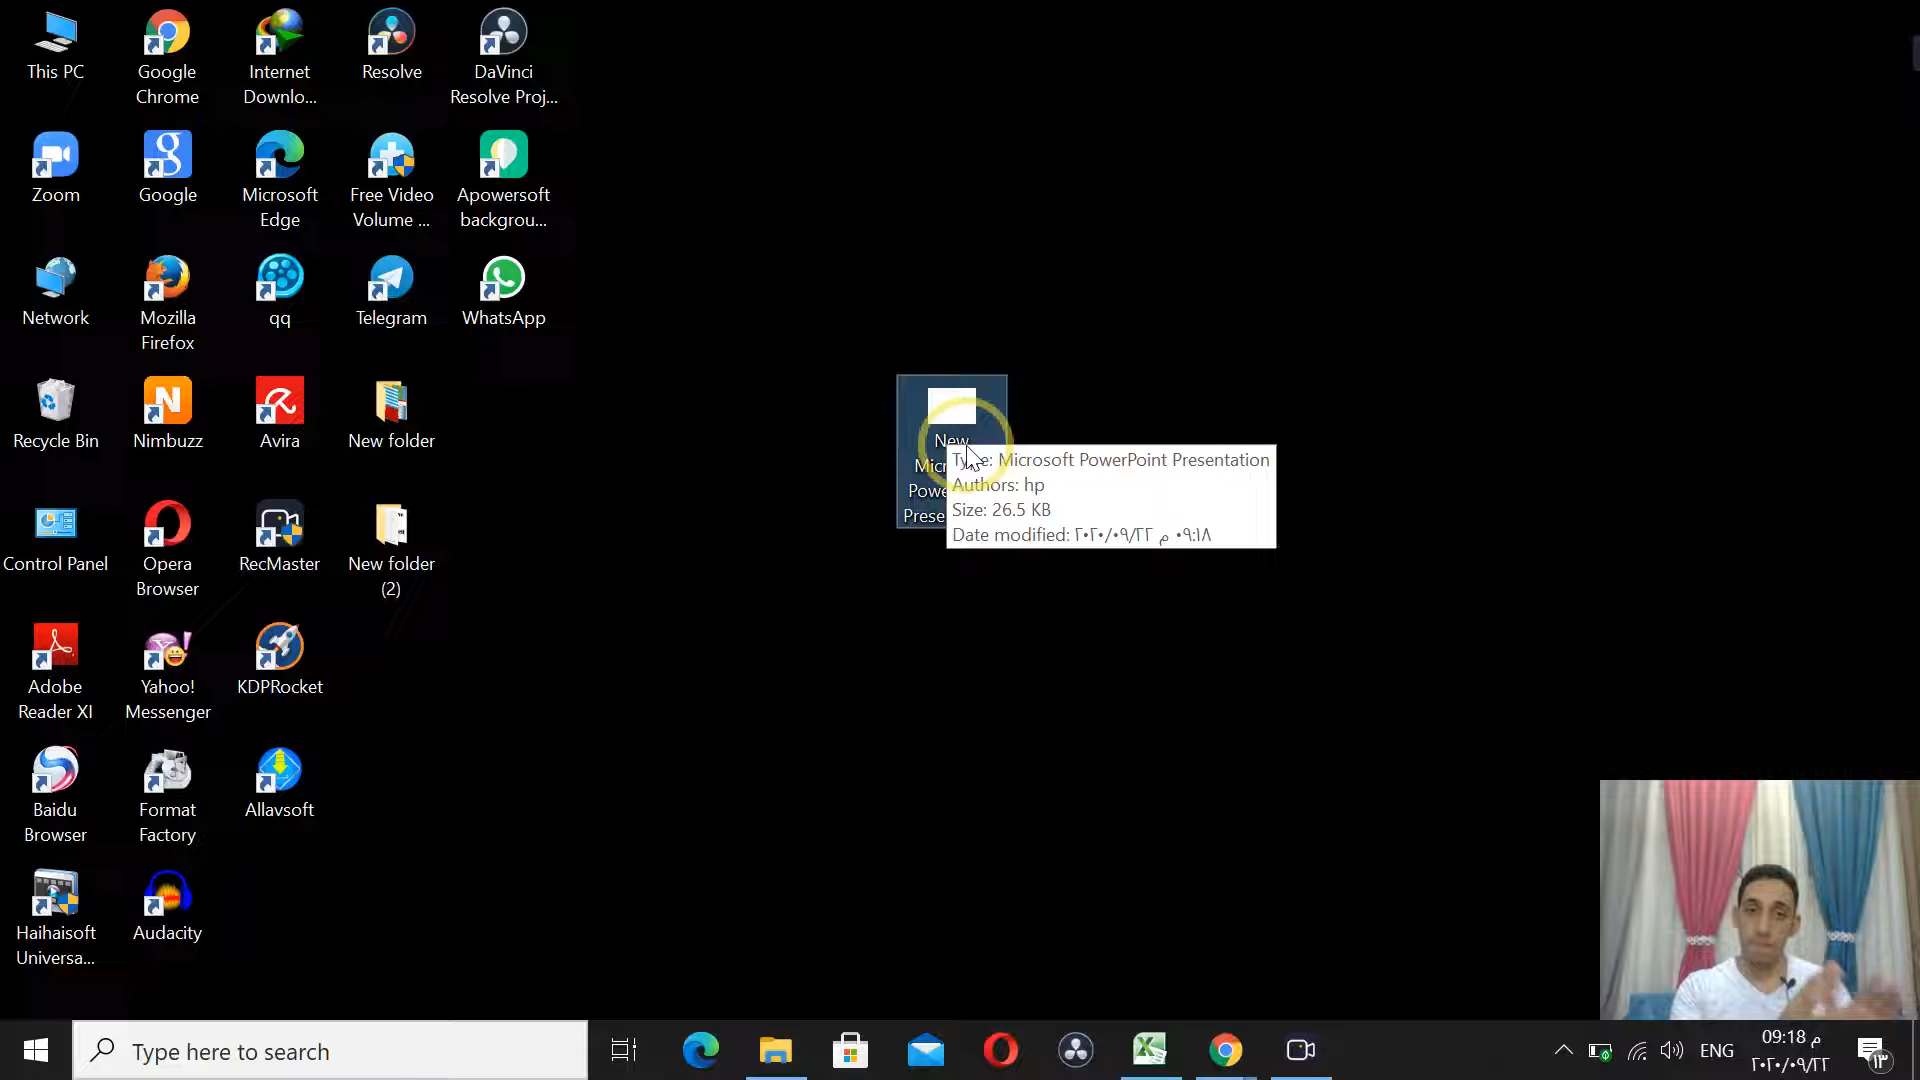 This PC
Google
Chrome
Internet
Downlo...
Resolve
DaVinci
Resolve Proj...
Zoom
Google
Microsoft
Edge
Free Video
Volume ...
Apowersoft
backgrou...
Network
Mozilla
Firefox
qq
Telegram
WhatsApp
Recycle Bin
Nimbuzz
Avira
New folder
New
Micr
Powe
Prese
Type: Microsoft PowerPoint Presentation
Authors: hp
Size: 26.5 KB
Date modified: ٢٠٢٠/٠٩/٢٢ م ٠٩:١٨
Control Panel
Opera
Browser
RecMaster
New folder
(2)
Adobe
Reader XI
Yahoo!
Messenger
KDPRocket
Baidu
Browser
Format
Factory
Allavsoft
Haihaisoft
Universa...
Audacity
Type here to search
ENG
09:18 م
٢٠٢٠/٠٩/٢٢
١٣